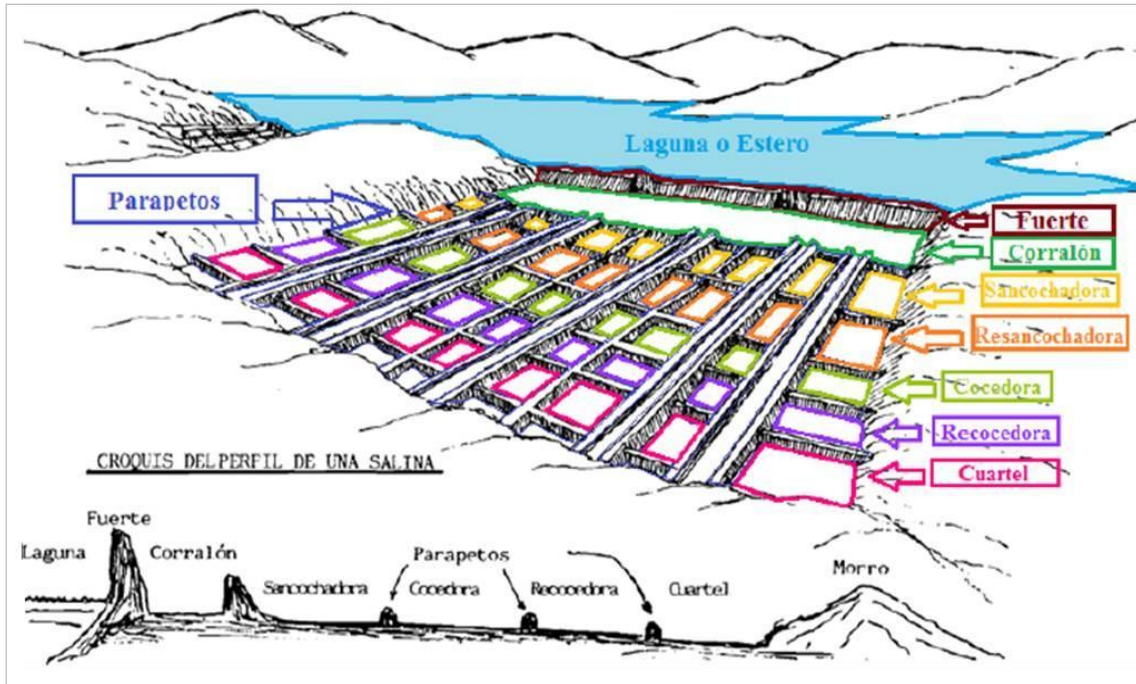 Laguna o Estero
Parapetos
Fuerte
Corralón
Sancochadora
Resancochadora
Cocedora
Recocedora
Cuartel
CROQUIS DEL PERFIL DE UNA SALINA
Fuerte
Laguna
Corralón
Parapetos
Morro
Sancochadora
Cocedora
Recocedora
Cuartel